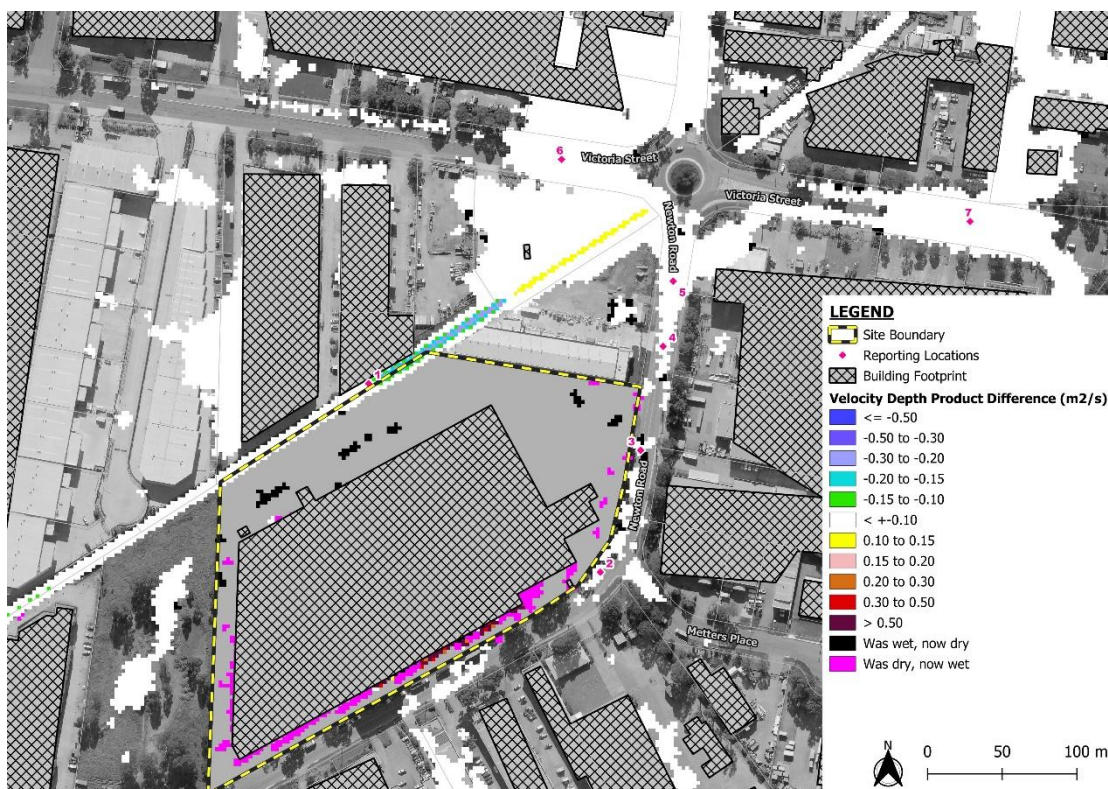 6
Victoria Street
Victoria Street
7
Newton Road
5
4
1
3
Newton Road
2
Metters Place
LEGEND
Site Boundary
Reporting Locations
Building Footprint
Velocity Depth Product Difference (m2/s)
<= -0.50
-0.50 to -0.30
-0.30 to -0.20
-0.20 to -0.15
-0.15 to -0.10
< +-0.10
0.10 to 0.15
0.15 to 0.20
0.20 to 0.30
0.30 to 0.50
> 0.50
Was wet, now dry
Was dry, now wet
N
0 50 100 m